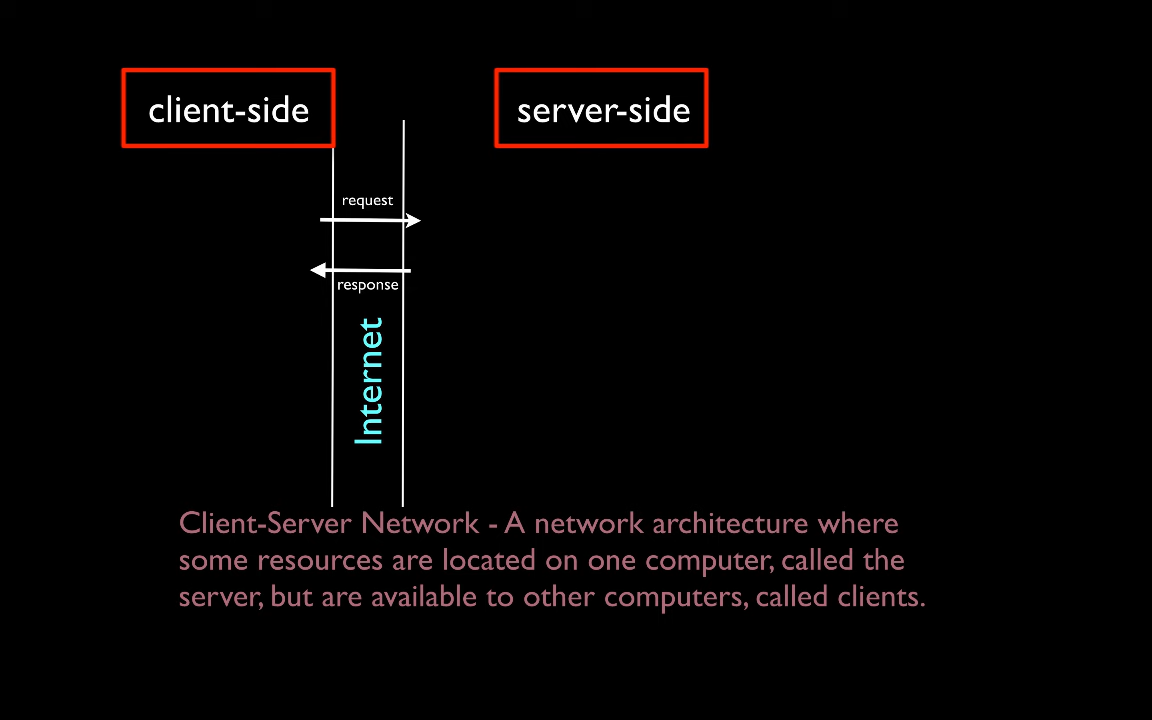 client-side
server-side
request
response
Internet
Client-Server Network - A network architecture where
some resources are located on one computer, called the
server, but are available to other computers, called clients.